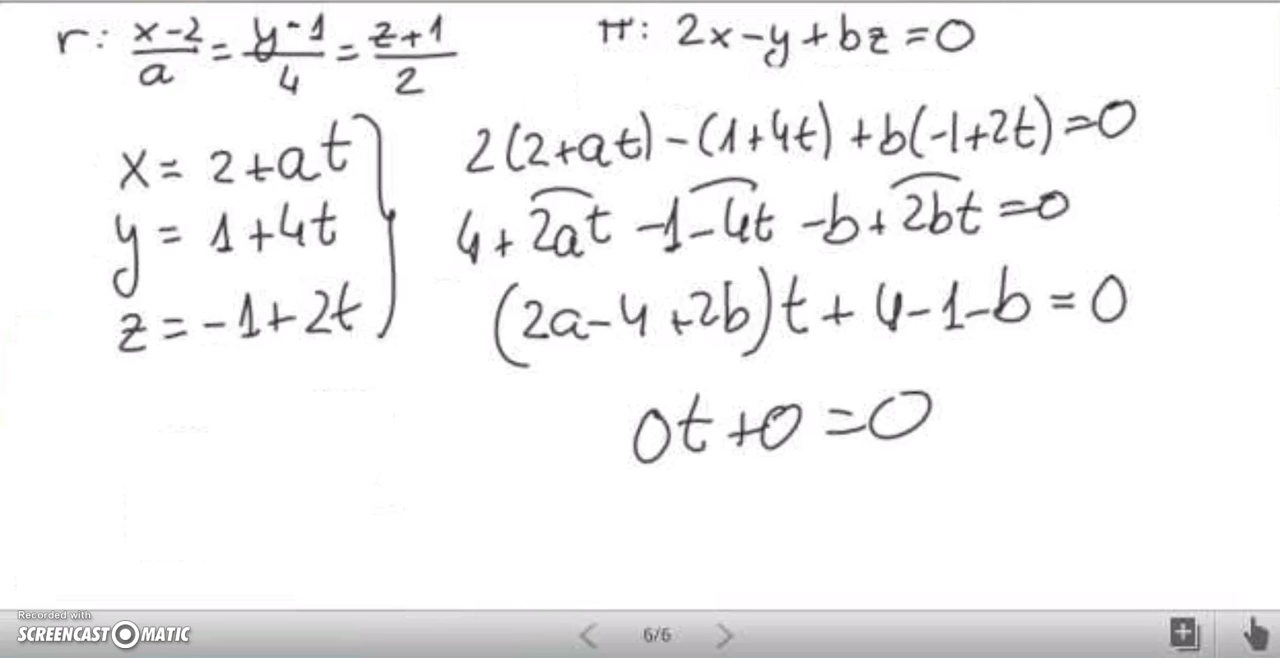 r: x-2/a = y-1/4 = z+1/2
π: 2x-y+bz=0
x= 2+at
y= 1+4t
z=-1+2t
2(2+at)-(1+4t)+b(-1+2t)=0
4+2at-1-4t-b+2bt=0
(2a-4+2b)t+4-1-b=0
0t+0=0
Recorded with
SCREENCAST O MATIC
6/6